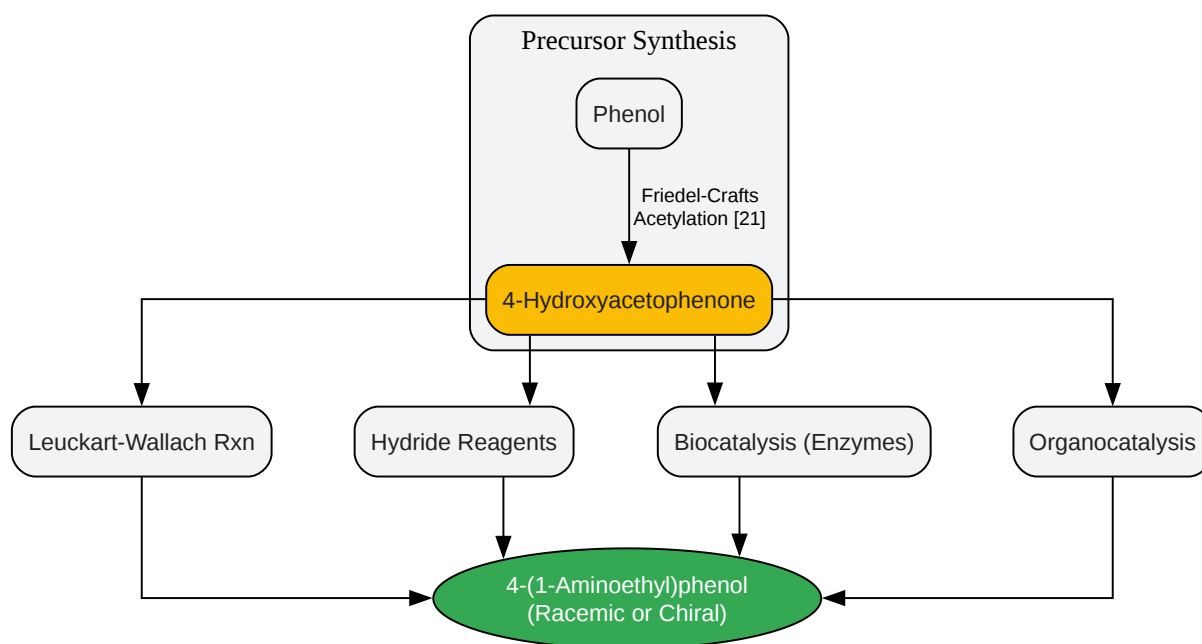 Precursor Synthesis
Phenol
Friedel-Crafts
Acetylation [21]
4-Hydroxyacetophenone
Leuckart-Wallach Rxn
Hydride Reagents
Biocatalysis (Enzymes)
Organocatalysis
4-(1-Aminoethyl)phenol
(Racemic or Chiral)